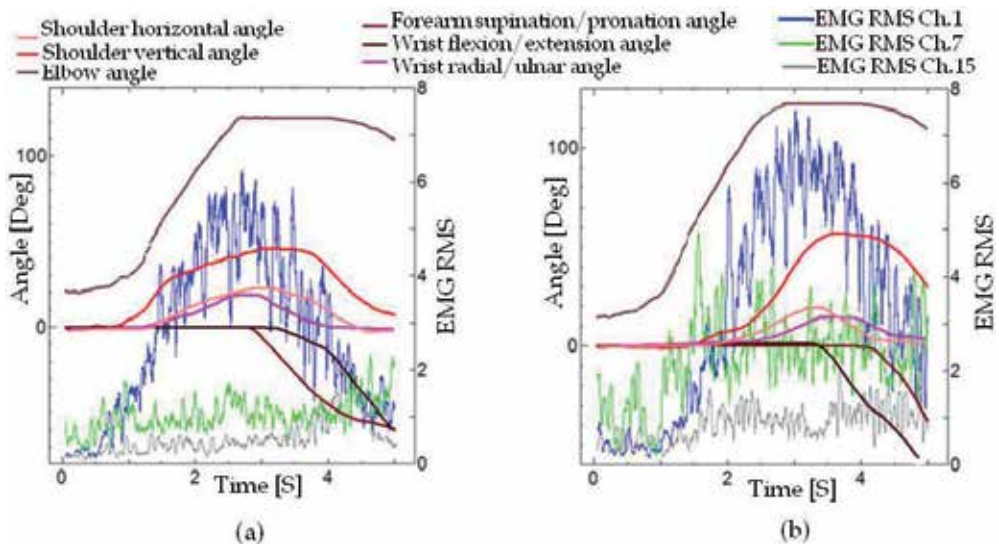 Shoulder horizontal angle
Shoulder vertical angle
Elbow angle
Forearm supination/pronation angle
Wrist flexion/extension angle
Wrist radial/ulnar angle
EMG RMS Ch.1
EMG RMS Ch.7
EMG RMS Ch.15
Angle [Deg]
100
0
8
6
4
2
0
EMG RMS
0 2 4
Time [S]
(a)
Angle [Deg]
100
0
8
6
4
2
0
EMG RMS
0 2 4
Time [S]
(b)